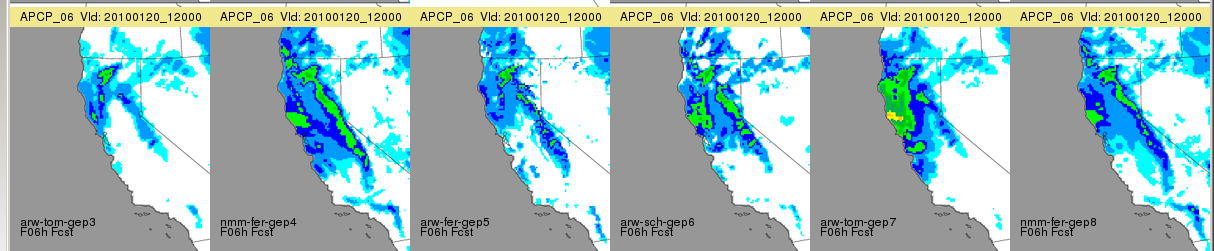 APCP_06 Vld: 20100120_12000 APCP_06 Vld: 20100120_12000 APCP_06 Vld: 20100120_12000 APCP_06 Vld: 20100120_12000 APCP_06 Vld: 20100120_12000 APCP_06 Vld: 20100120_12000
arw-tom-gep3 nmm-fer-gep4 arw-fer-gep5 arw-sch-gep6 arw-tom-gep7 nmm-fer-gep8
F06h Fcst F06h Fcst F06h Fcst F06h Fcst F06h Fcst F06h Fcst